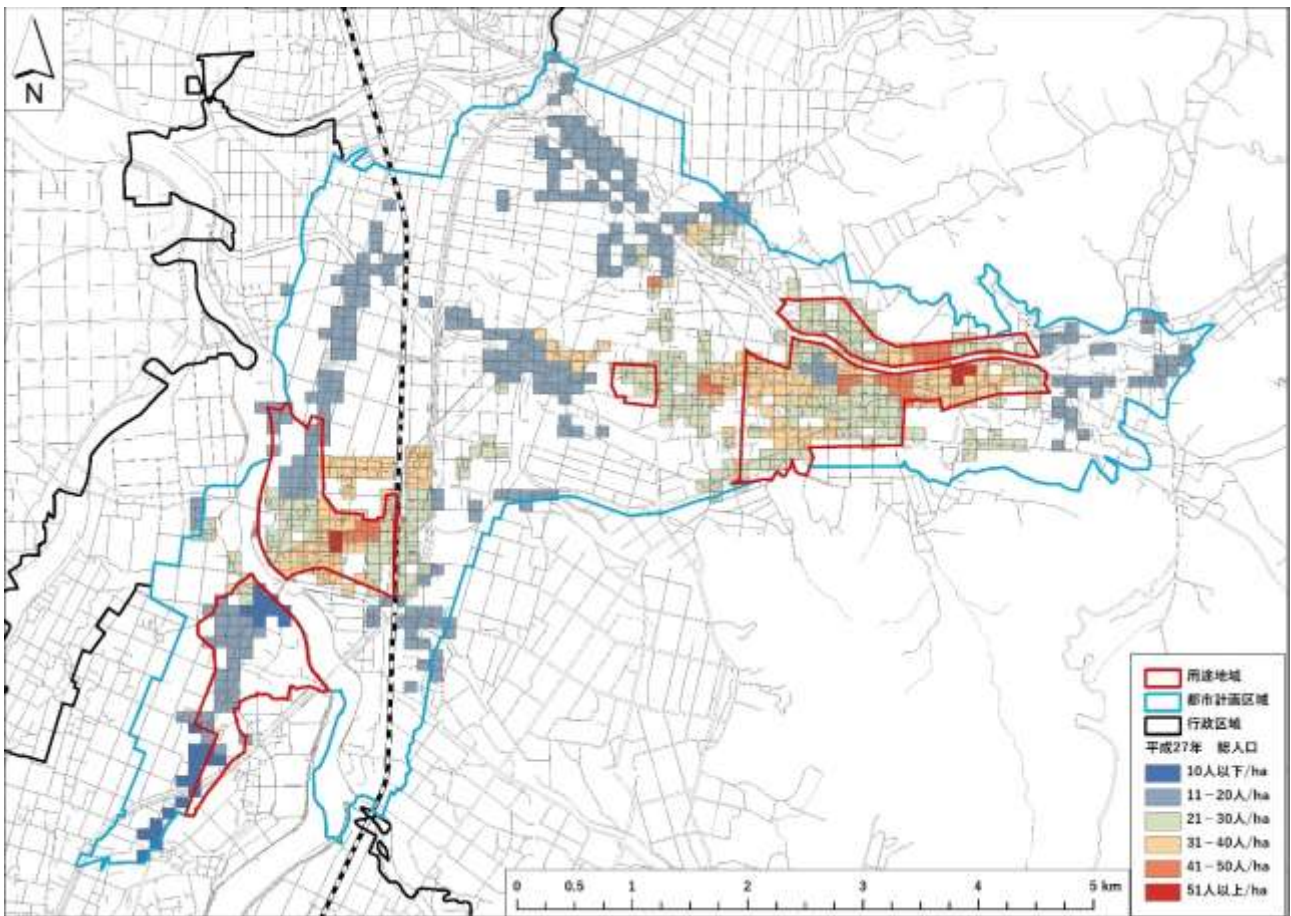 N
用途地域
都市計画区域
行政区域
平成27年 総人口
10人以下/ha
11－20人/ha
21－30人/ha
31－40人/ha
41－50人/ha
51人以上/ha
0 0.5 1 2 3 4 5 km